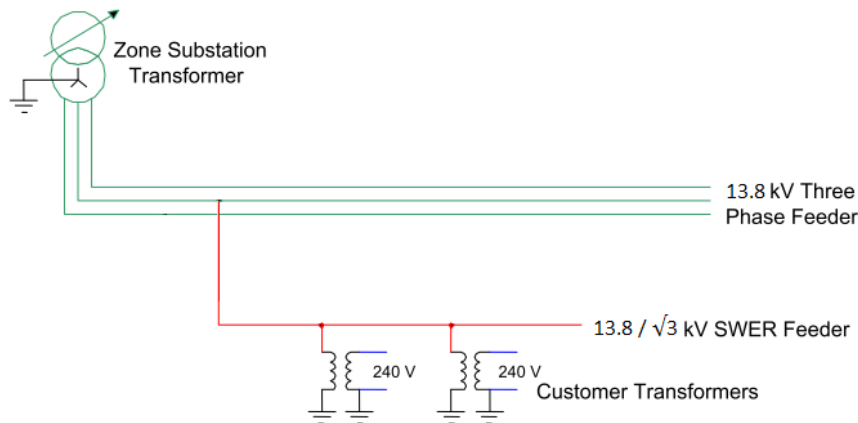 Zone Substation
Transformer
13.8 kV Three
Phase Feeder
13.8 / √3 kV SWER Feeder
240 V
240 V
Customer Transformers